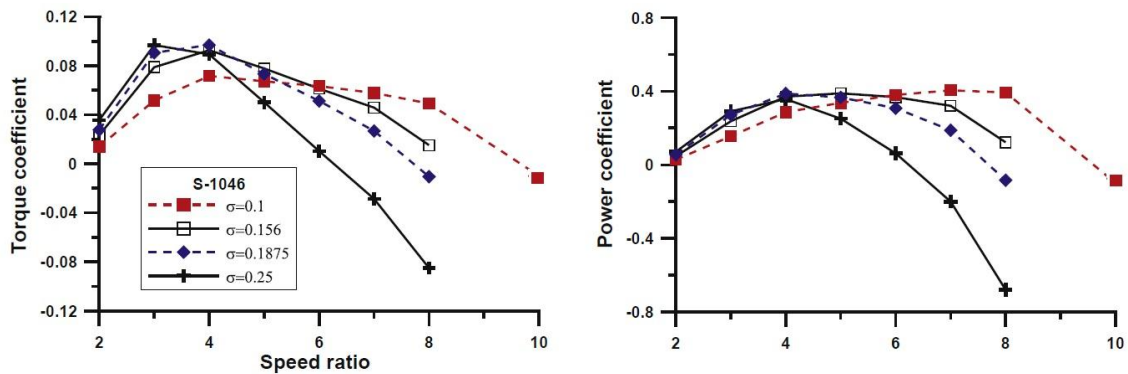 Torque coefficient
0.12
0.08
0.04
0
-0.04
-0.08
-0.12
S-1046
σ=0.1
σ=0.156
σ=0.1875
σ=0.25
2
4
6
8
10
Speed ratio
Power coefficient
0.8
0.4
0
-0.4
-0.8
2
4
6
8
10